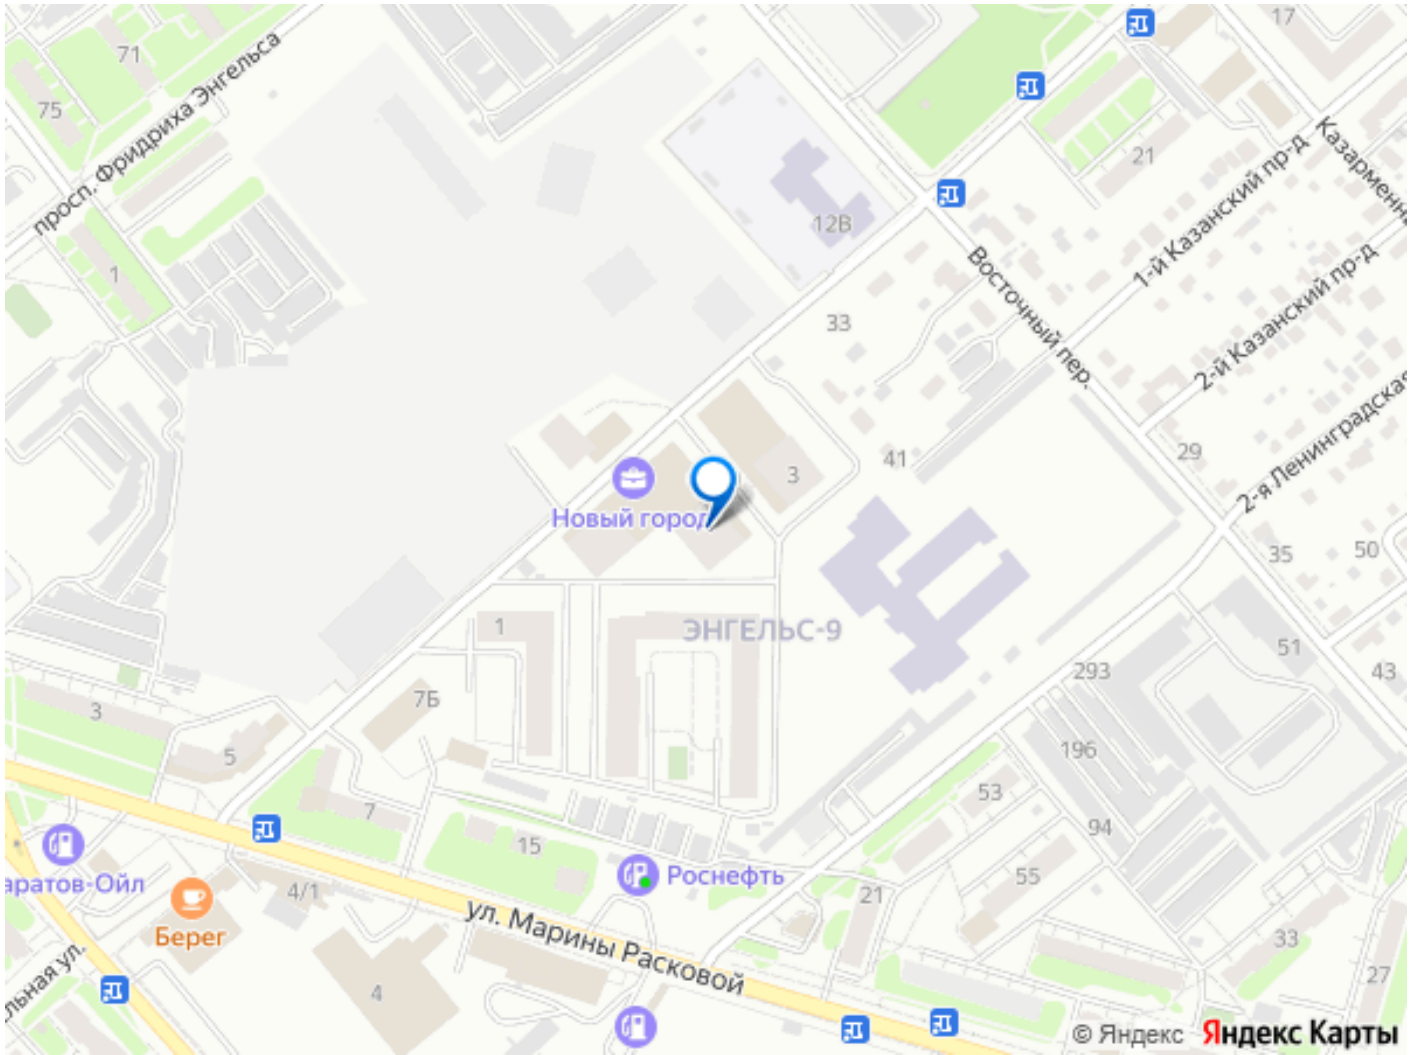 17
71
75
просп. Фридриха Энгельса
21
Казарменна
1-й Казанский пр-д
12В
1
33
Восточный пер.
2-й Казанский пр-д
2-я Ленинградская
29
41
3
Новый город
35
50
1
ЭНГЕЛЬС-9
51
43
293
7Б
3
5
196
53
94
7
15
Роснефть
55
21
аратов-Ойл
4/1
Берег
ул. Марины Расковой
33
27
льная ул.
4
© Яндекс Яндекс Карты